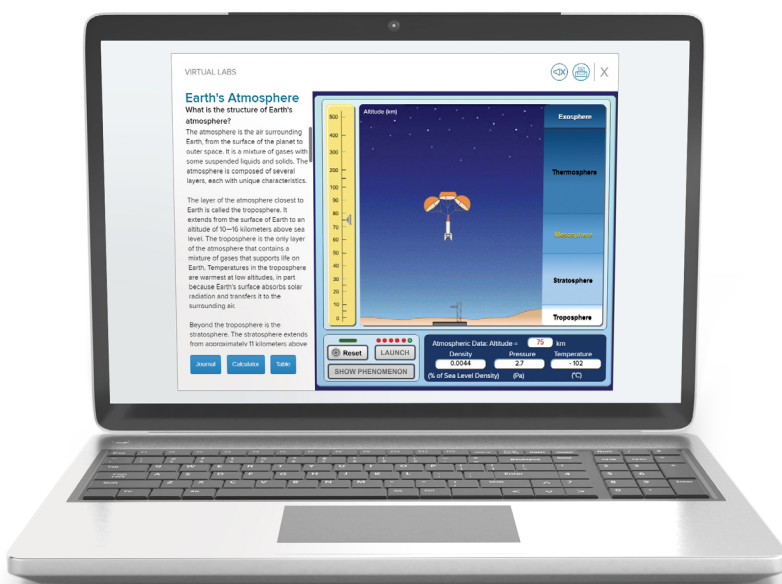 VIRTUAL LABS
X
Earth's Atmosphere
What is the structure of Earth's
atmosphere?
The atmosphere is the air surrounding
Earth, from the surface of the planet to
outer space. It is a mixture of gases with
some suspended liquids and solids. The
atmosphere is composed of several
layers, each with unique characteristics.
The layer of the atmosphere closest to
Earth is called the troposphere. It
extends from the surface of Earth to an
altitude of 10–16 kilometers above sea
level. The troposphere is the only layer
of the atmosphere that contains a
mixture of gases that supports life on
Earth. Temperatures in the troposphere
are warmest at low altitudes, in part
because Earth's surface absorbs solar
radiation and transfers it to the
surrounding air.
Beyond the troposphere is the
stratosphere. The stratosphere extends
from approximately 11 kilometers above
Journal
Calculator
Table
500
400
300
200
100
90
80
70
60
50
40
30
20
10
0
Altitude (km)
Exosphere
Thermosphere
Mesosphere
Stratosphere
Troposphere
Reset
LAUNCH
SHOW PHENOMENON
Atmospheric Data: Altitude = 75 km
Density Pressure Temperature
0.0044 2.7 -102
(% of Sea Level Density) (Pa) (°C)